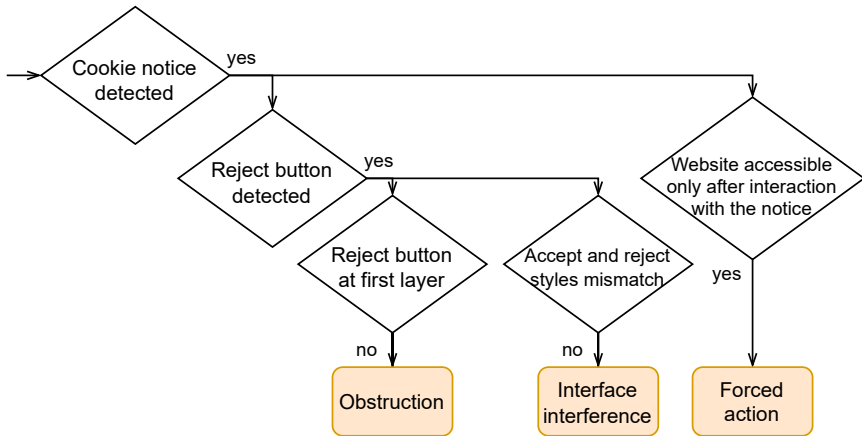 Cookie notice
detected
yes
Reject button
detected
yes
Website accessible
only after interaction
with the notice
Reject button
at first layer
Accept and reject
styles mismatch
yes
no
no
Obstruction
Interface
interference
Forced
action